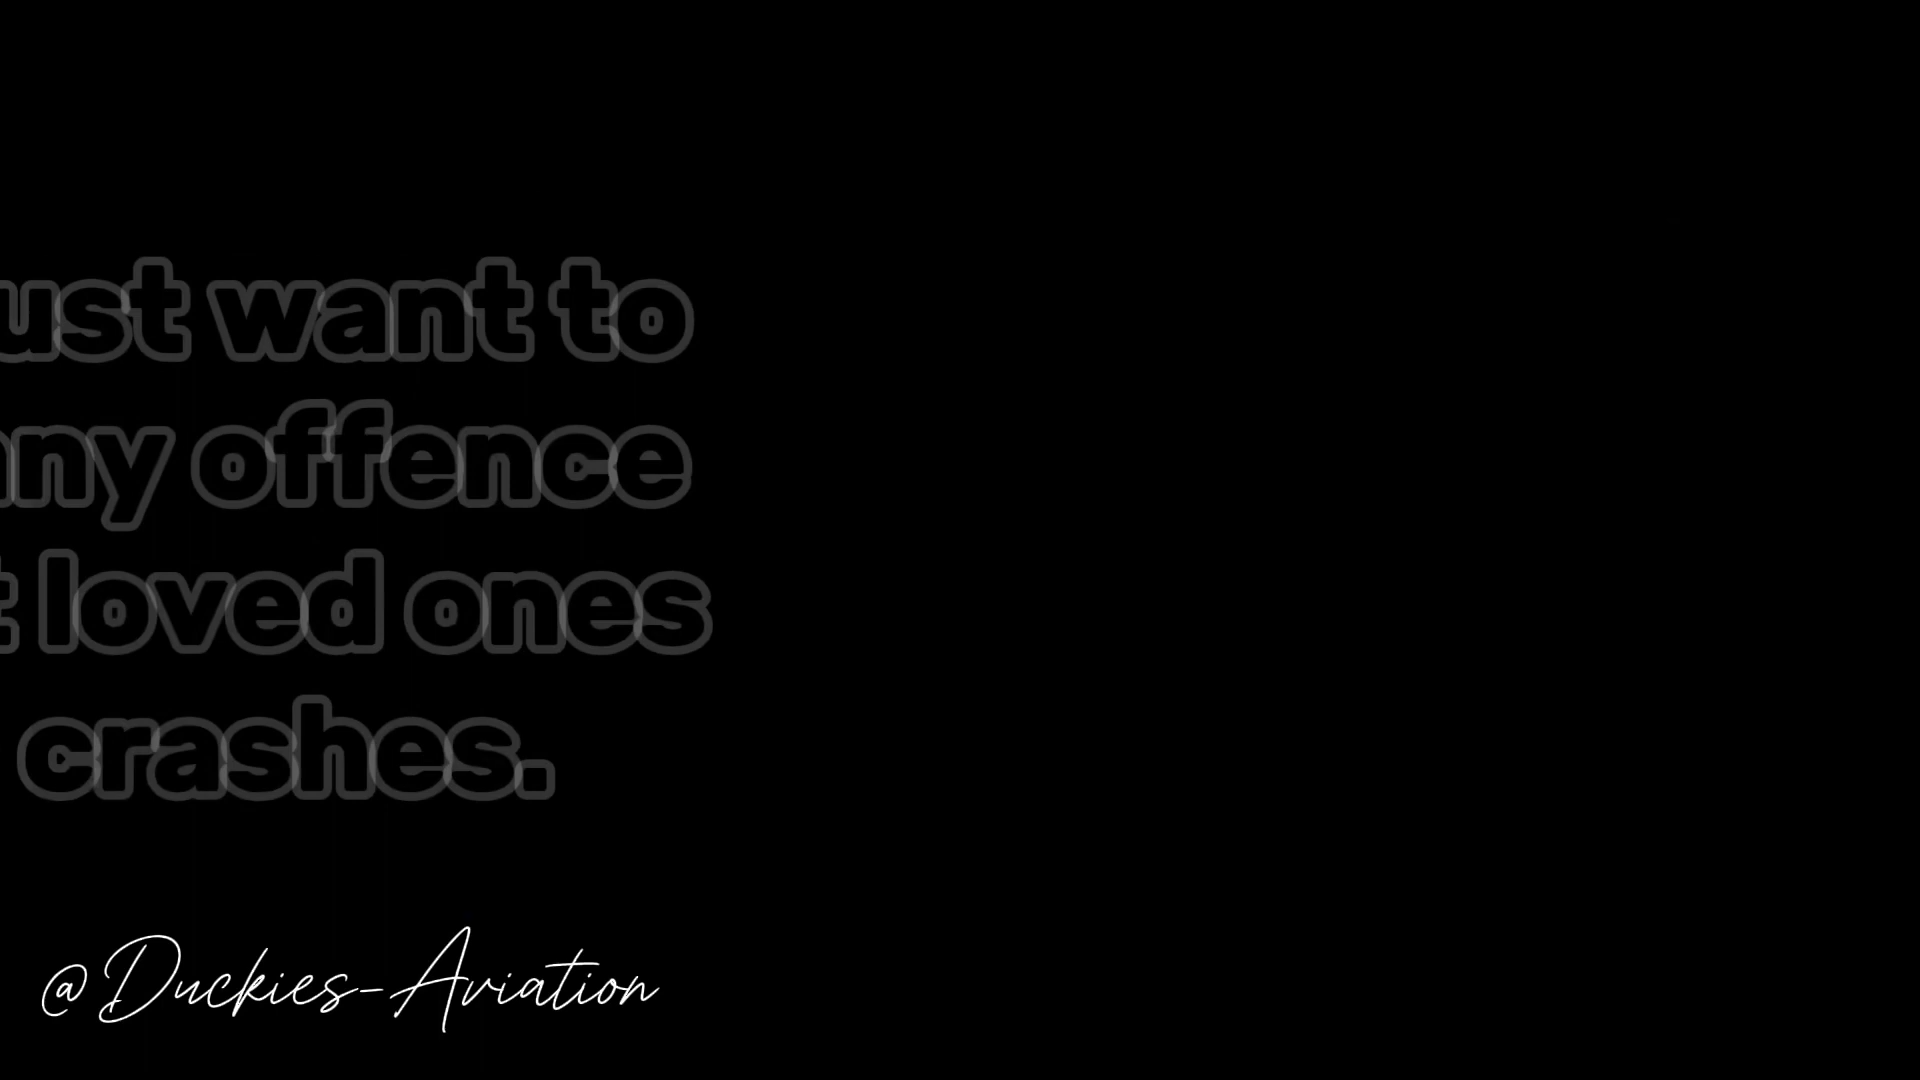 ust want to
ny offence
t loved ones
crashes.
@Duckies-Aviation